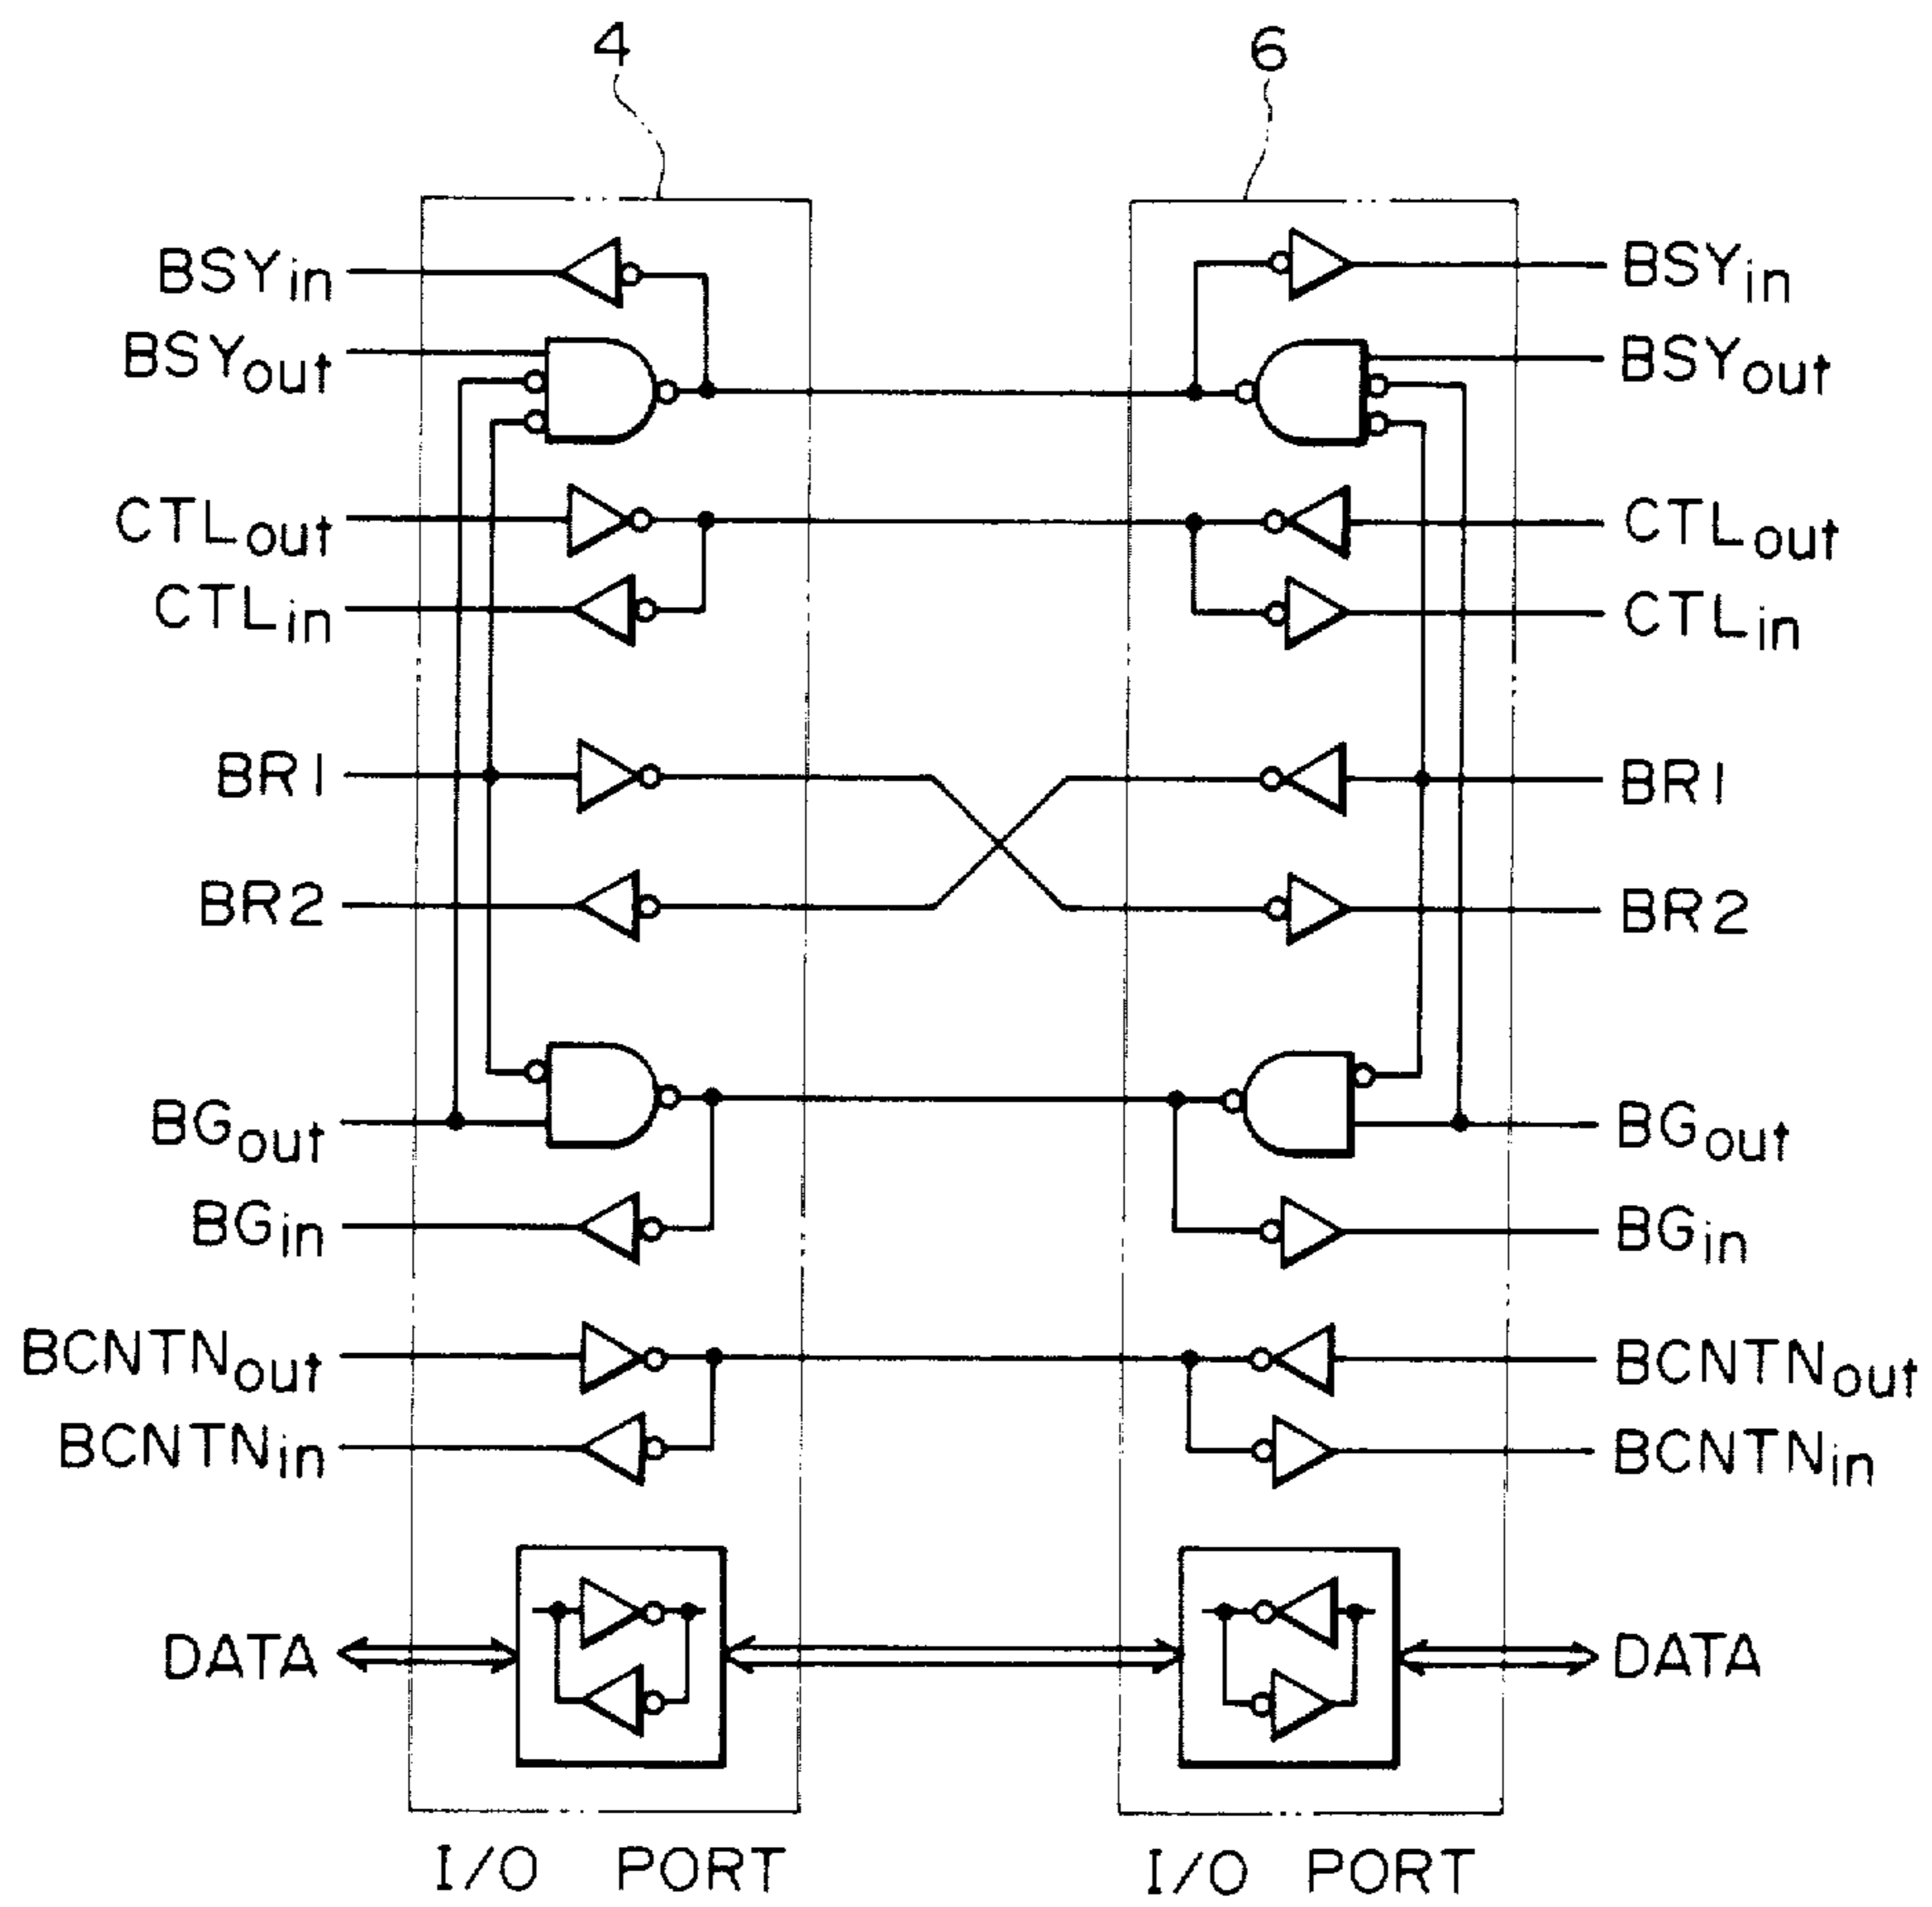 4 6
BSYin BSYin
BSYout BSYout
CTLout CTLout
CTLin CTLin
BR1 BR1
BR2 BR2
BGout BGout
BGin BGin
BCNTNout BCNTNout
BCNTNin BCNTNin
DATA DATA
I/O PORT I/O PORT